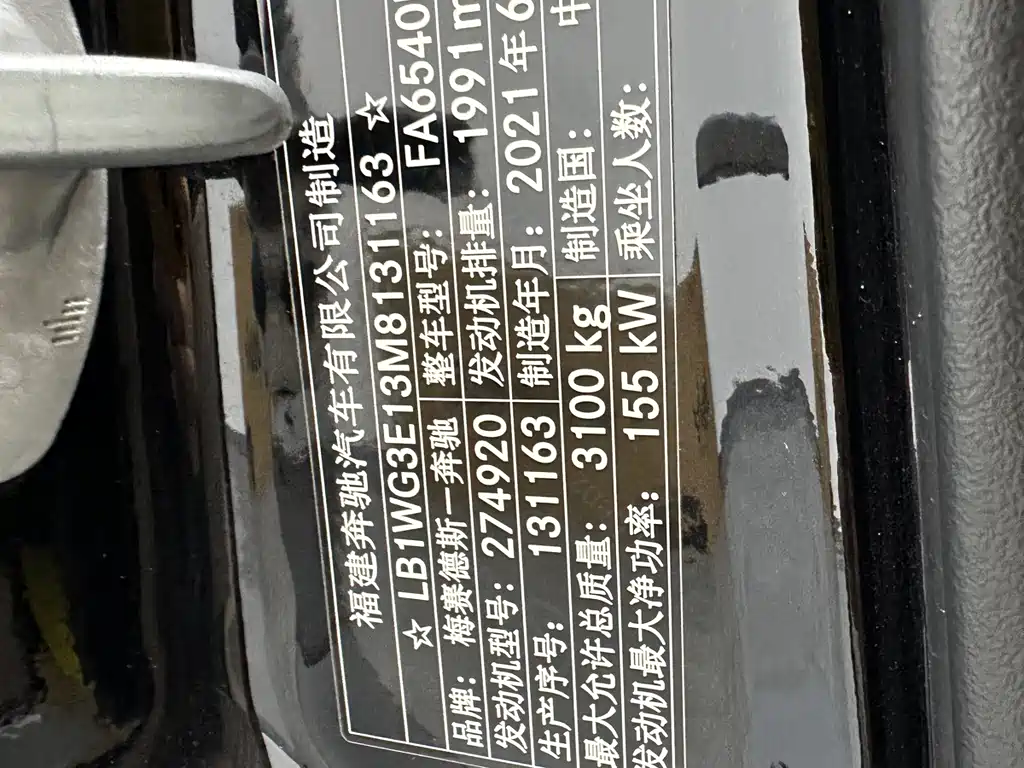 福建奔驰汽车有限公司制造
☆ LB1WG3E13M8131163 ☆
品牌: 梅赛德斯-奔驰 整车型号: FA6540
发动机型号: 274920 发动机排量: 1991m
生产序号: 131163 制造年月: 2021年6
最大允许总质量: 3100 kg 制造国: 中
发动机最大净功率: 155 kW 乘坐人数: